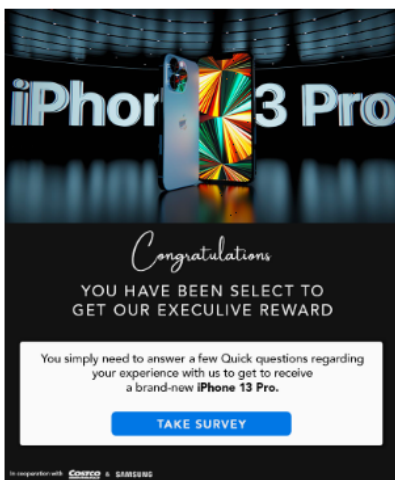 iPhon 13 Pro
Congratulations
YOU HAVE BEEN SELECT TO
GET OUR EXECULIVE REWARD
You simply need to answer a few Quick questions regarding
your experience with us to get to receive
a brand-new iPhone 13 Pro.
TAKE SURVEY
In cooperation with COSTCO & SAMSUNG